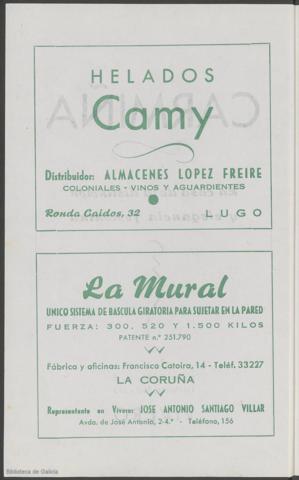 HELADOS
Camy
Distribuidor: ALMACENES LOPEZ FREIRE
COLONIALES - VINOS Y AGUARDIENTES
Ronda Caidos, 32 LUGO
La Mural
UNICO SISTEMA DE BASCULA GIRATORIA PARA SUJETAR EN LA PARED
FUERZA: 300, 520 Y 1.500 KILOS
PATENTE n.º 251.790
Fábrica y oficinas: Francisco Catoira, 14 - Teléf. 33227
LA CORUÑA
Representante en Vivero: JOSE ANTONIO SANTIAGO VILLAR
Avda. de José Antonio, 2-4.º - Teléfono, 156
Biblioteca de Galicia